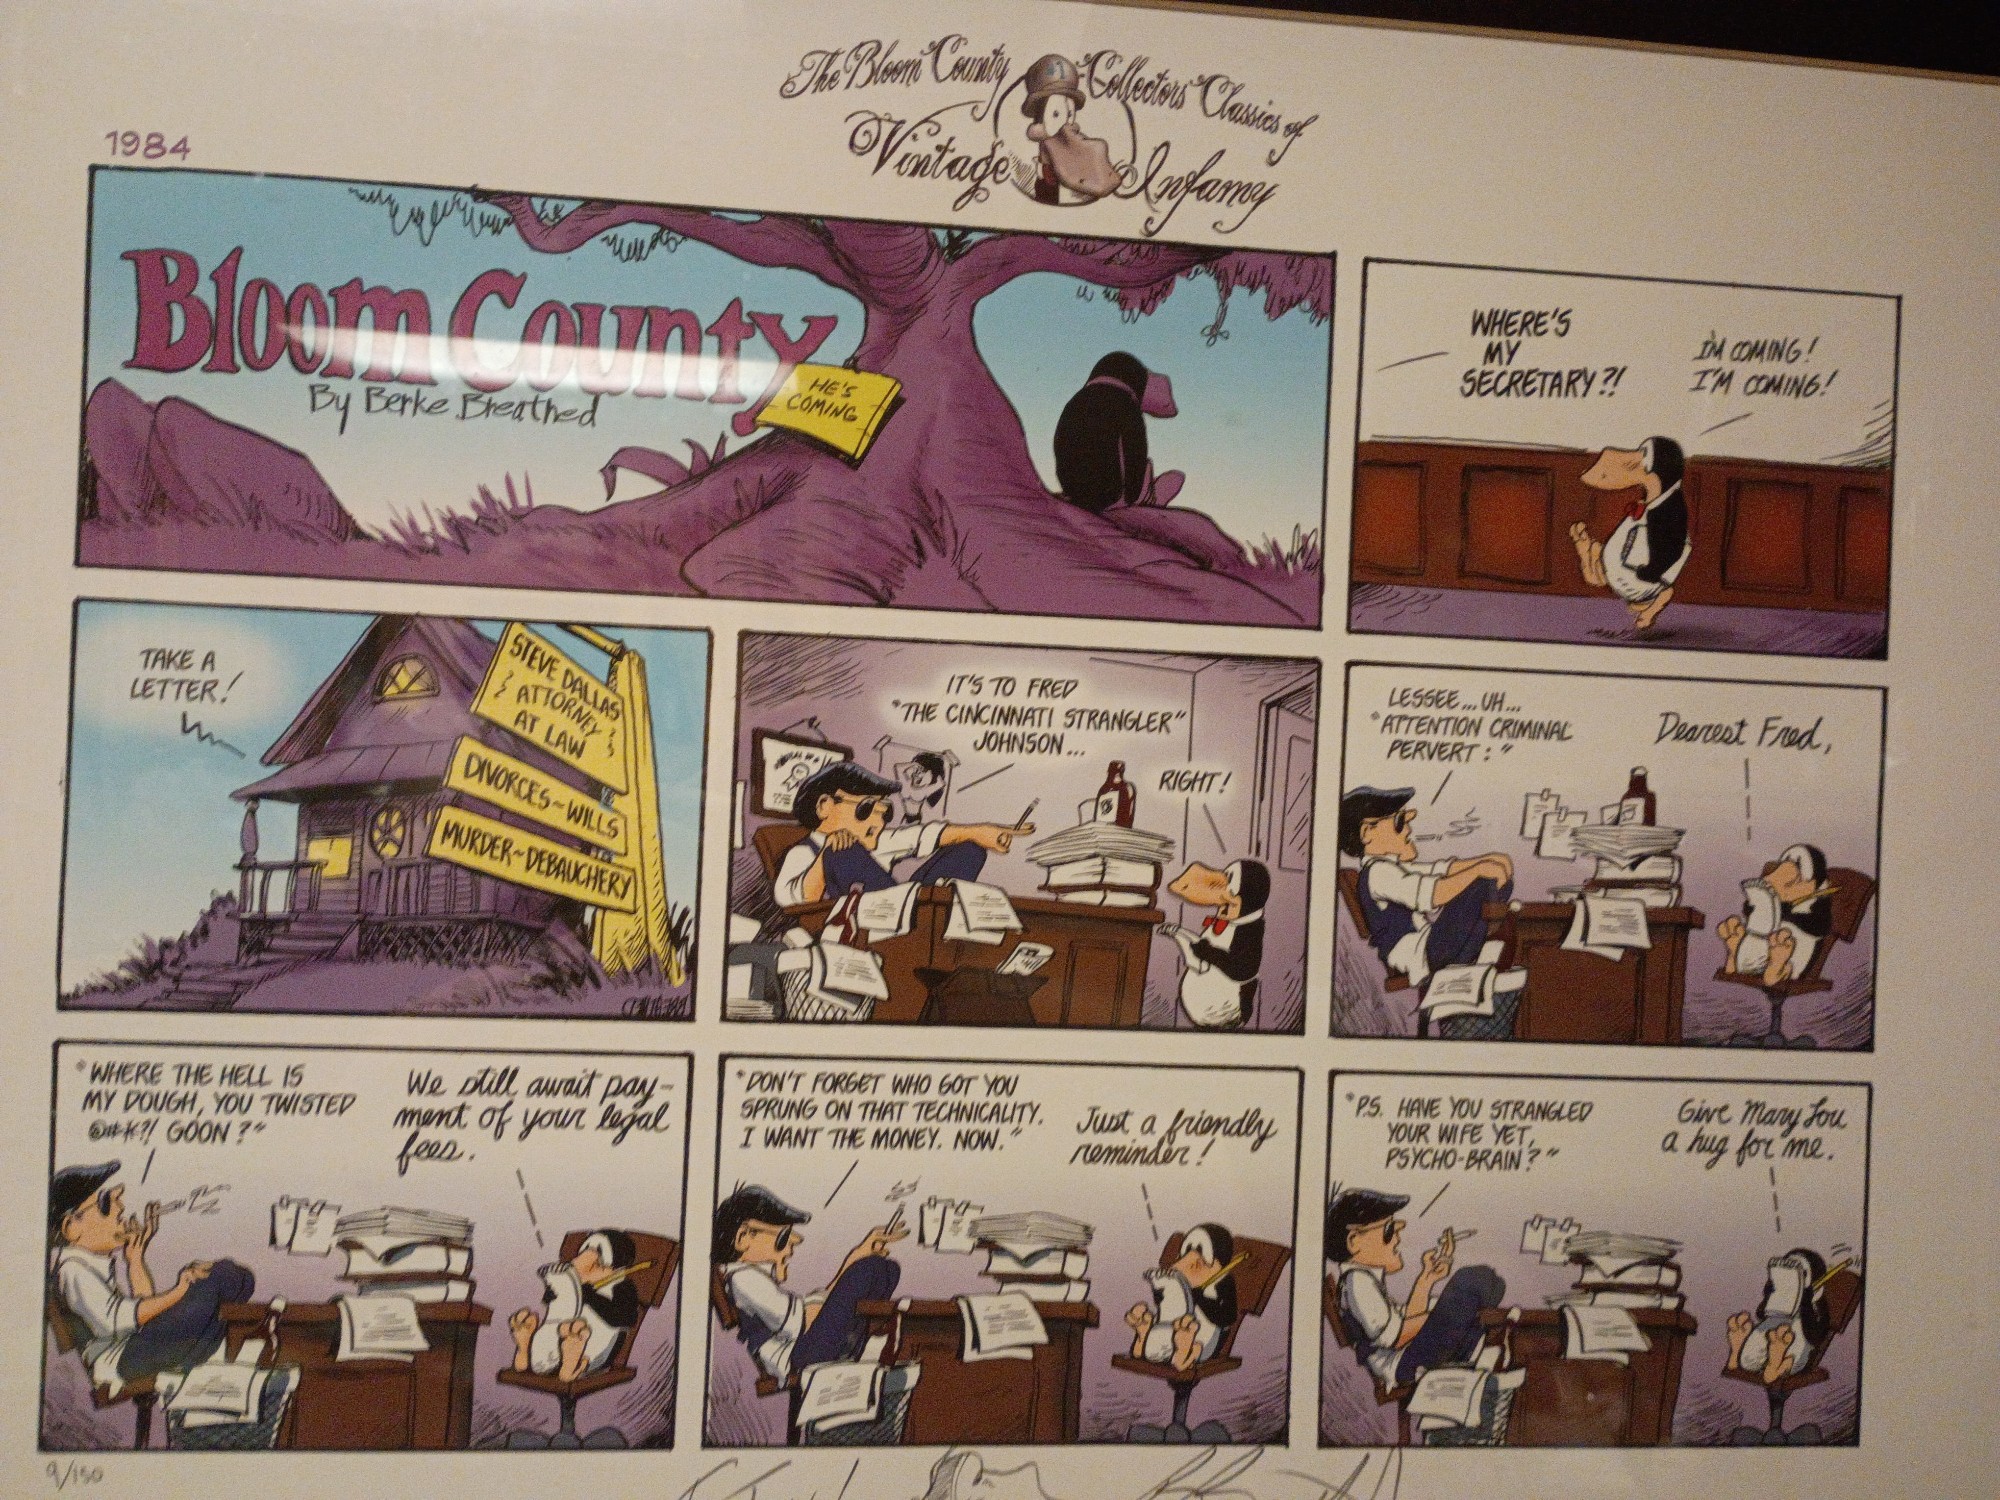 The Bloom County Collectors' Classics of
#1
Vintage Infamy
1984
Bloom County
By Berke Breathed
HE'S
COMING
WHERE'S
MY
SECRETARY?!
I'M COMING!
I'M COMING!
TAKE A
LETTER!
STEVE DALLAS
ATTORNEY
AT LAW
DIVORCES~WILLS
MURDER~DEBAUCHERY
IT'S TO FRED
"THE CINCINNATI STRANGLER"
JOHNSON...
RIGHT!
LESSEE...UH...
"ATTENTION CRIMINAL
PERVERT:"
Dearest Fred,
"WHERE THE HELL IS
MY DOUGH, YOU TWISTED
@#*?! GOON?"
We still await pay-
ment of your legal
fees.
"DON'T FORGET WHO GOT YOU
SPRUNG ON THAT TECHNICALITY.
I WANT THE MONEY. NOW."
Just a friendly
reminder!
"P.S. HAVE YOU STRANGLED
YOUR WIFE YET,
PSYCHO-BRAIN?"
Give Mary Lou
a hug for me.
9/150